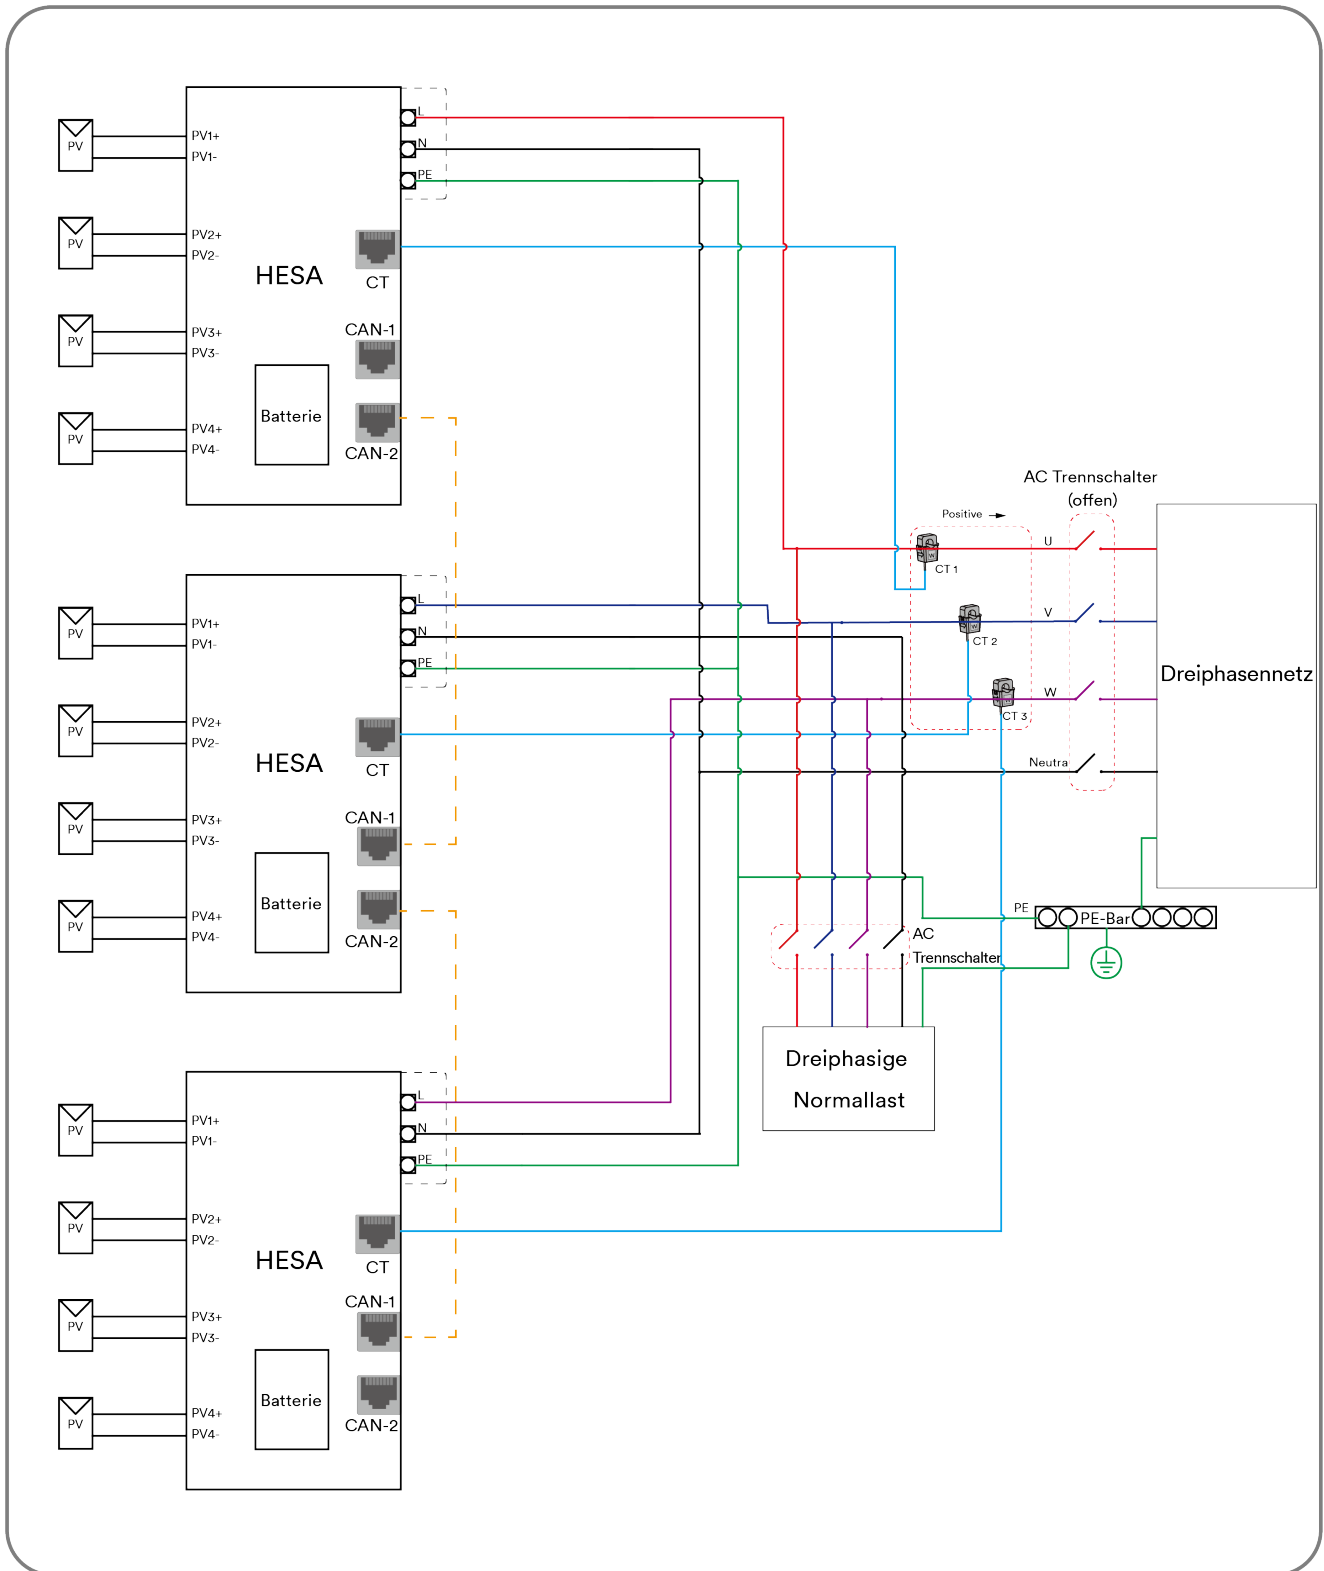 L
PV1+
PV
N
PV1-
PE
PV2+
PV
PV2-
HESA
CT
CAN-1
PV3+
PV
PV3-
Batterie
PV4+
PV
PV4-
CAN-2
AC Trennschalter
(offen)
Positive
U
CT 1
L
V
PV1+
PV
N
PV1-
CT 2
PE
Dreiphasennetz
W
CT 3
PV2+
PV
PV2-
HESA
Neutra
CT
CAN-1
PV3+
PV
PV3-
Batterie
PE
PV4+
PV
PE-Bar
PV4-
AC
CAN-2
Trennschalter
Dreiphasige
Normallast
L
PV1+
PV
N
PV1-
PE
PV2+
PV
PV2-
HESA
CT
CAN-1
PV3+
PV
PV3-
Batterie
PV4+
PV
PV4-
CAN-2